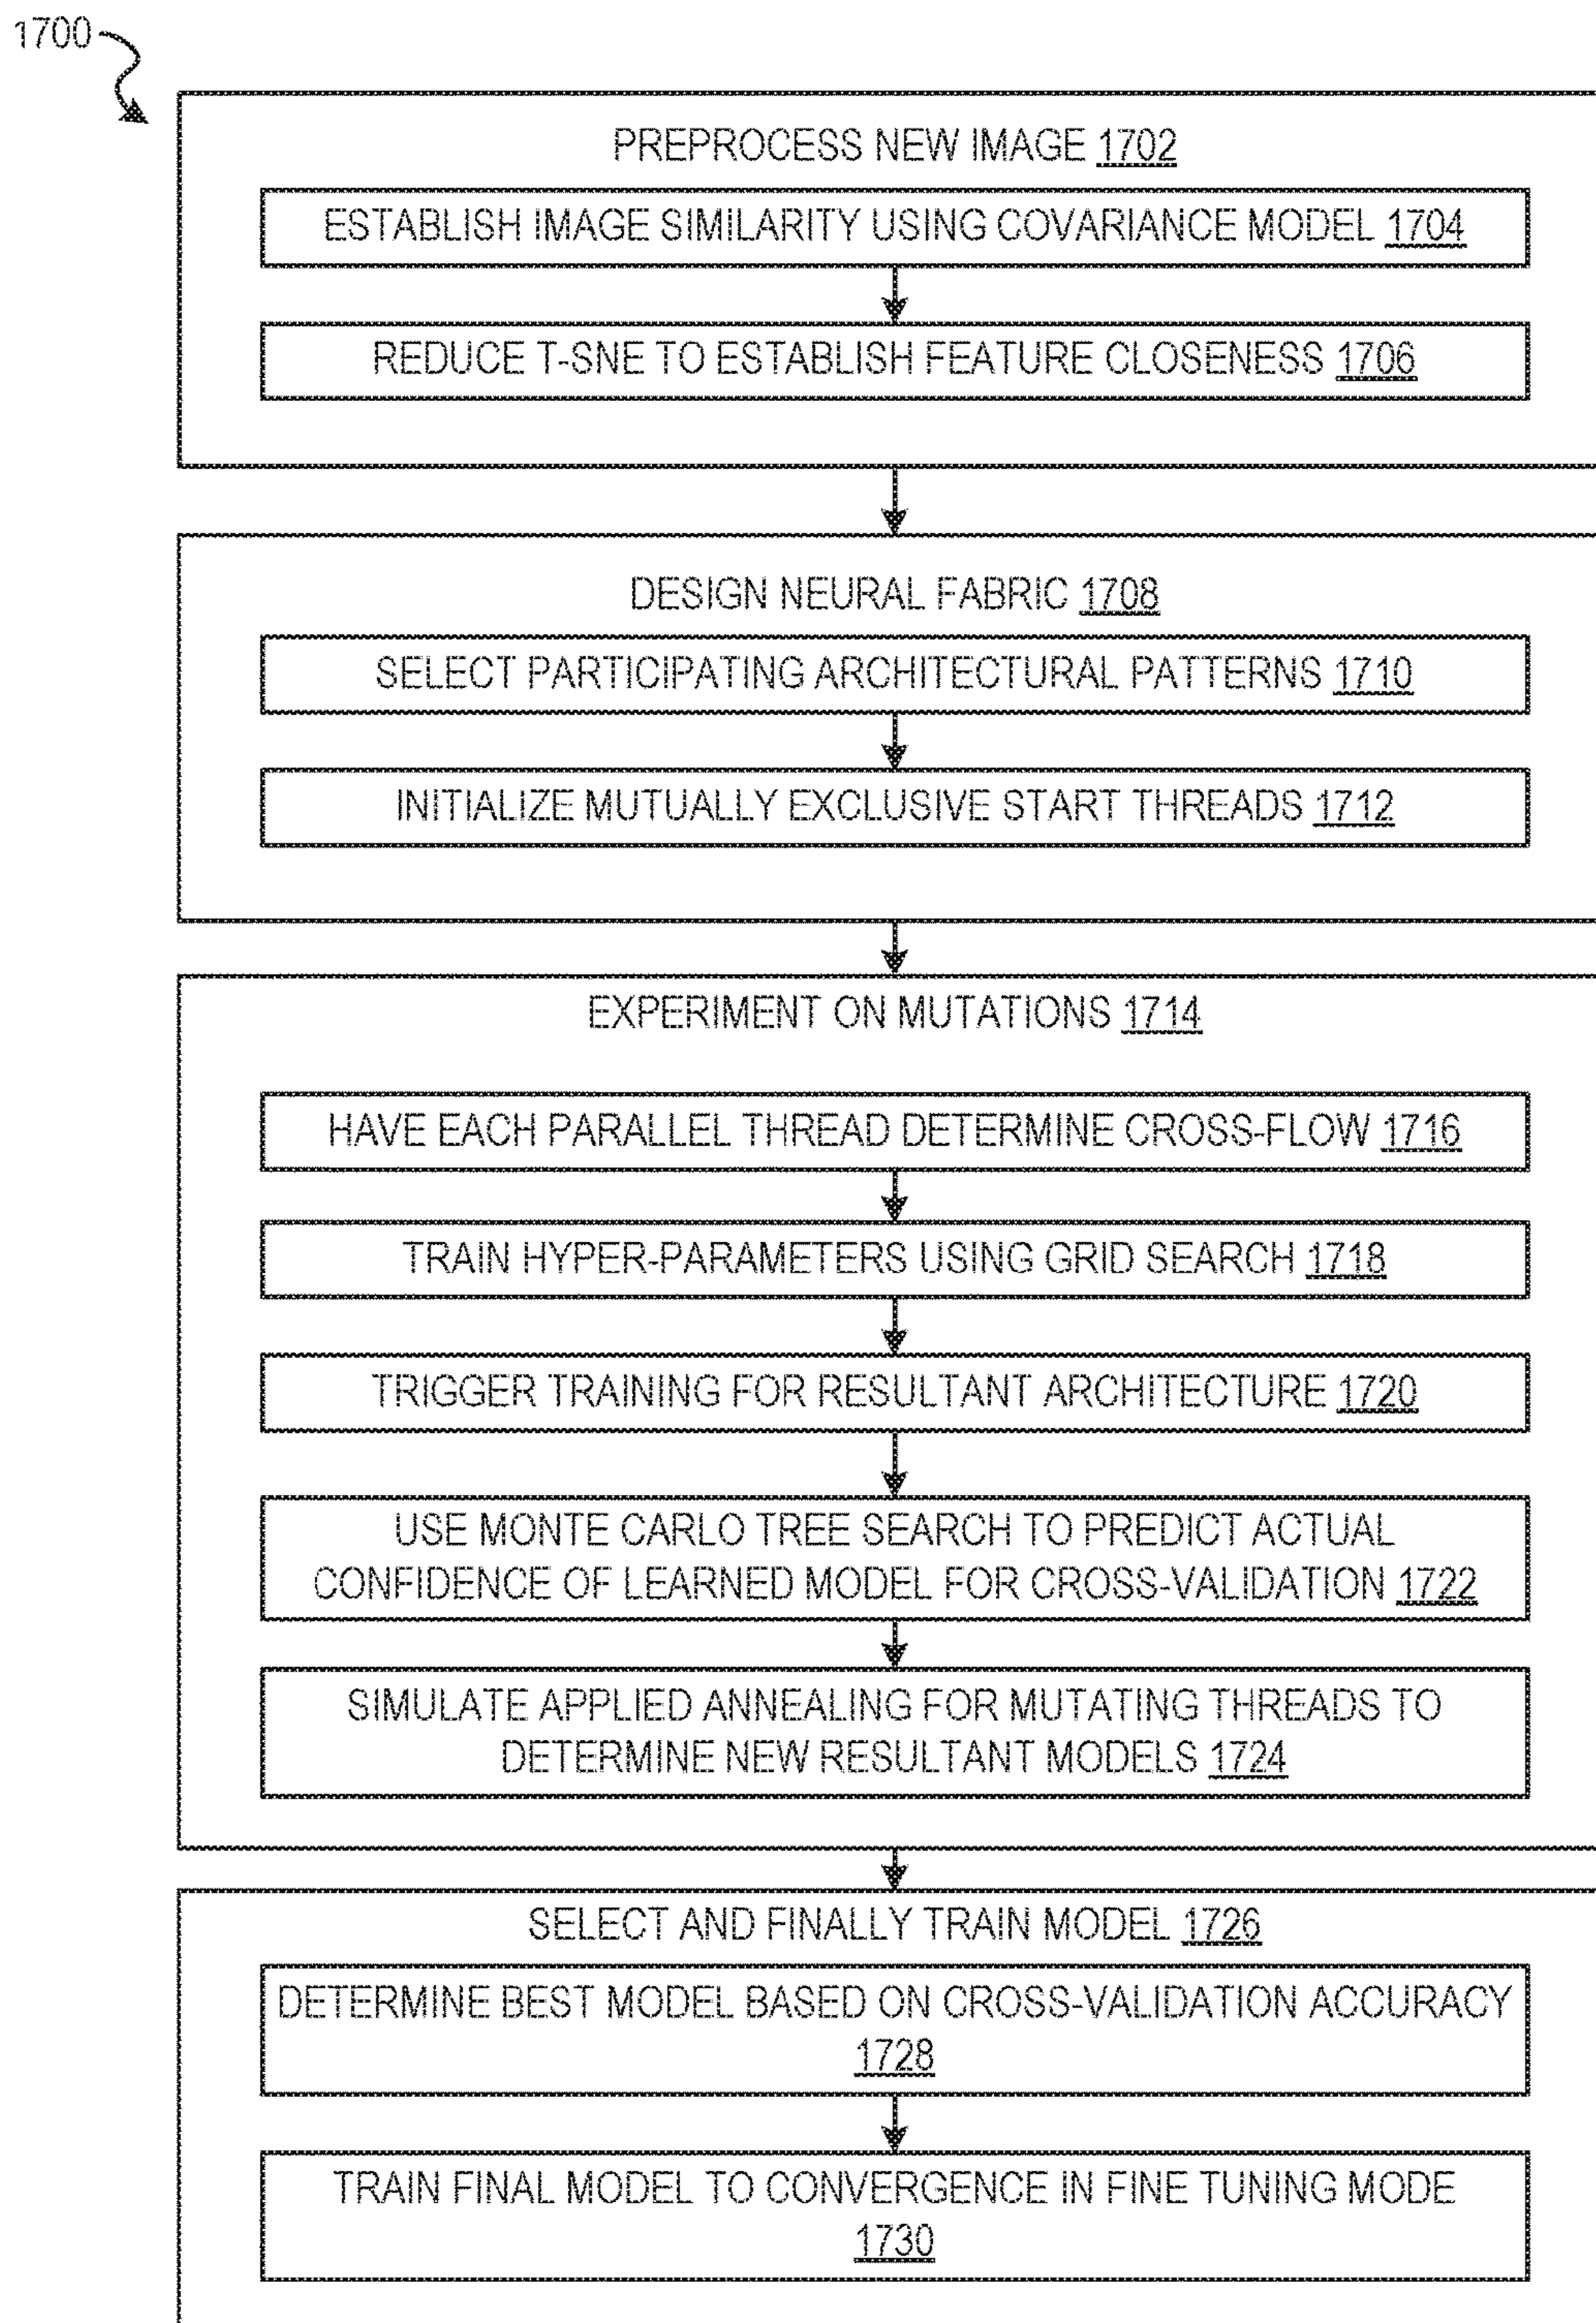 1700
PREPROCESS NEW IMAGE 1702
ESTABLISH IMAGE SIMILARITY USING COVARIANCE MODEL 1704
REDUCE T-SNE TO ESTABLISH FEATURE CLOSENESS 1706
DESIGN NEURAL FABRIC 1708
SELECT PARTICIPATING ARCHITECTURAL PATTERNS 1710
INITIALIZE MUTUALLY EXCLUSIVE START THREADS 1712
EXPERIMENT ON MUTATIONS 1714
HAVE EACH PARALLEL THREAD DETERMINE CROSS-FLOW 1716
TRAIN HYPER-PARAMETERS USING GRID SEARCH 1718
TRIGGER TRAINING FOR RESULTANT ARCHITECTURE 1720
USE MONTE CARLO TREE SEARCH TO PREDICT ACTUAL
CONFIDENCE OF LEARNED MODEL FOR CROSS-VALIDATION 1722
SIMULATE APPLIED ANNEALING FOR MUTATING THREADS TO
DETERMINE NEW RESULTANT MODELS 1724
SELECT AND FINALLY TRAIN MODEL 1726
DETERMINE BEST MODEL BASED ON CROSS-VALIDATION ACCURACY
1728
TRAIN FINAL MODEL TO CONVERGENCE IN FINE TUNING MODE
1730